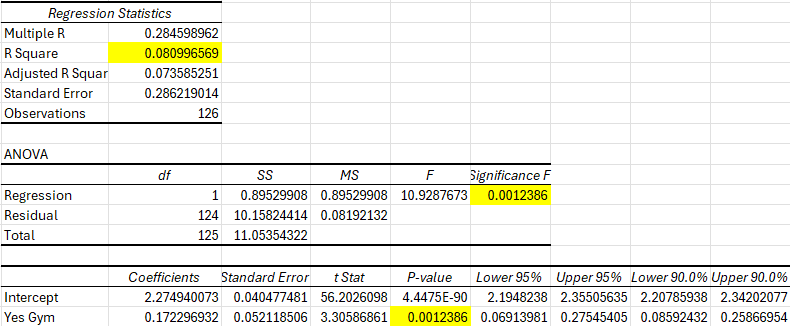 Regression Statistics
Multiple R 0.284598962
R Square 0.080996569
Adjusted R Squar 0.073585251
Standard Error 0.286219014
Observations 126
ANOVA
df SS MS F Significance F
Regression 1 0.89529908 0.89529908 10.9287673 0.0012386
Residual 124 10.15824414 0.08192132
Total 125 11.05354322
Coefficients Standard Error t Stat P-value Lower 95% Upper 95% Lower 90.0% Upper 90.0%
Intercept 2.274940073 0.040477481 56.2026098 4.4475E-90 2.1948238 2.35505635 2.20785938 2.34202077
Yes Gym 0.172296932 0.052118506 3.30586861 0.0012386 0.06913981 0.27545405 0.08592432 0.25866954